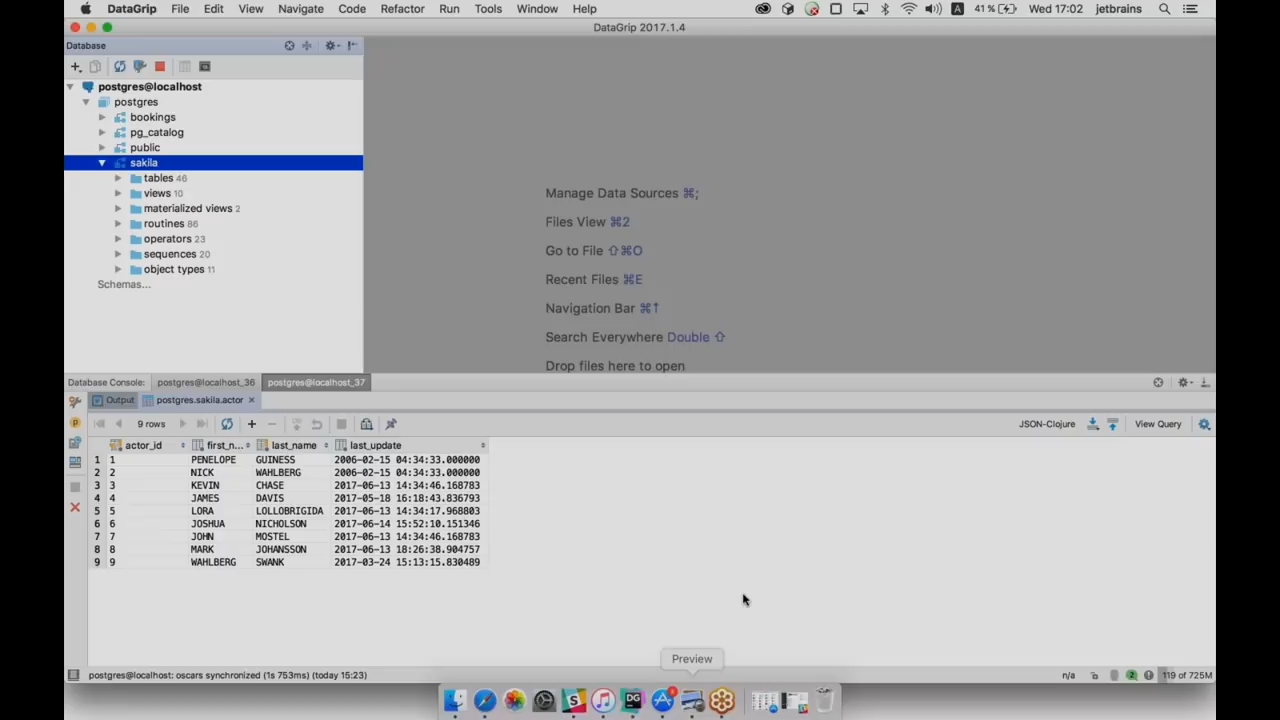 DataGrip File Edit View Navigate Code Refactor Run Tools Window Help A 41 % Wed 17:02 jetbrains
DataGrip 2017.1.4
Database
postgres@localhost
postgres
bookings
pg_catalog
public
sakila
tables 46
views 10
materialized views 2
routines 86
operators 23
sequences 20
object types 11
Schemas...
Manage Data Sources ⌘;
Files View ⌘2
Go to File ⇧⌘O
Recent Files ⌘E
Navigation Bar ⌘↑
Search Everywhere Double ⇧
Drop files here to open
Database Console: postgres@localhost_36 postgres@localhost_37
Output postgres.sakila.actor
9 rows JSON-Clojure View Query
actor_id first_n... last_name last_update
1 1 PENELOPE GUINESS 2006-02-15 04:34:33.000000
2 2 NICK WAHLBERG 2006-02-15 04:34:33.000000
3 3 KEVIN CHASE 2017-06-13 14:34:46.168783
4 4 JAMES DAVIS 2017-05-18 16:18:43.836793
5 5 LORA LOLLOBRIGIDA 2017-06-13 14:34:17.968803
6 6 JOSHUA NICHOLSON 2017-06-14 15:52:10.151346
7 7 JOHN MOSTEL 2017-06-13 14:34:46.168783
8 8 MARK JOHANSSON 2017-06-13 18:26:38.904757
9 9 WAHLBERG SWANK 2017-03-24 15:13:15.830489
Preview
postgres@localhost: oscars synchronized (1s 753ms) (today 15:23) n/a 2 119 of 725M
DG